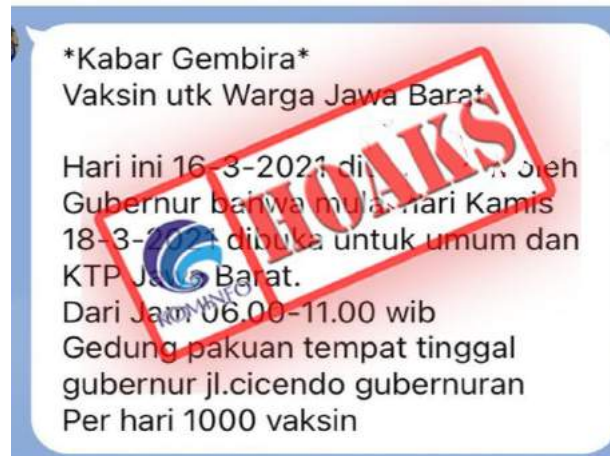 *Kabar Gembira*
Vaksin utk Warga Jawa Barat
Hari ini 16-3-2021 oleh
Gubernur bahwa mulai hari Kamis
18-3-2021 dibuka untuk umum dan
KTP Jawa Barat.
Dari Jam 06.00-11.00 wib
Gedung pakuan tempat tinggal
gubernur jl.cicendo gubernuran
Per hari 1000 vaksin
HOAKS
KOMINFO